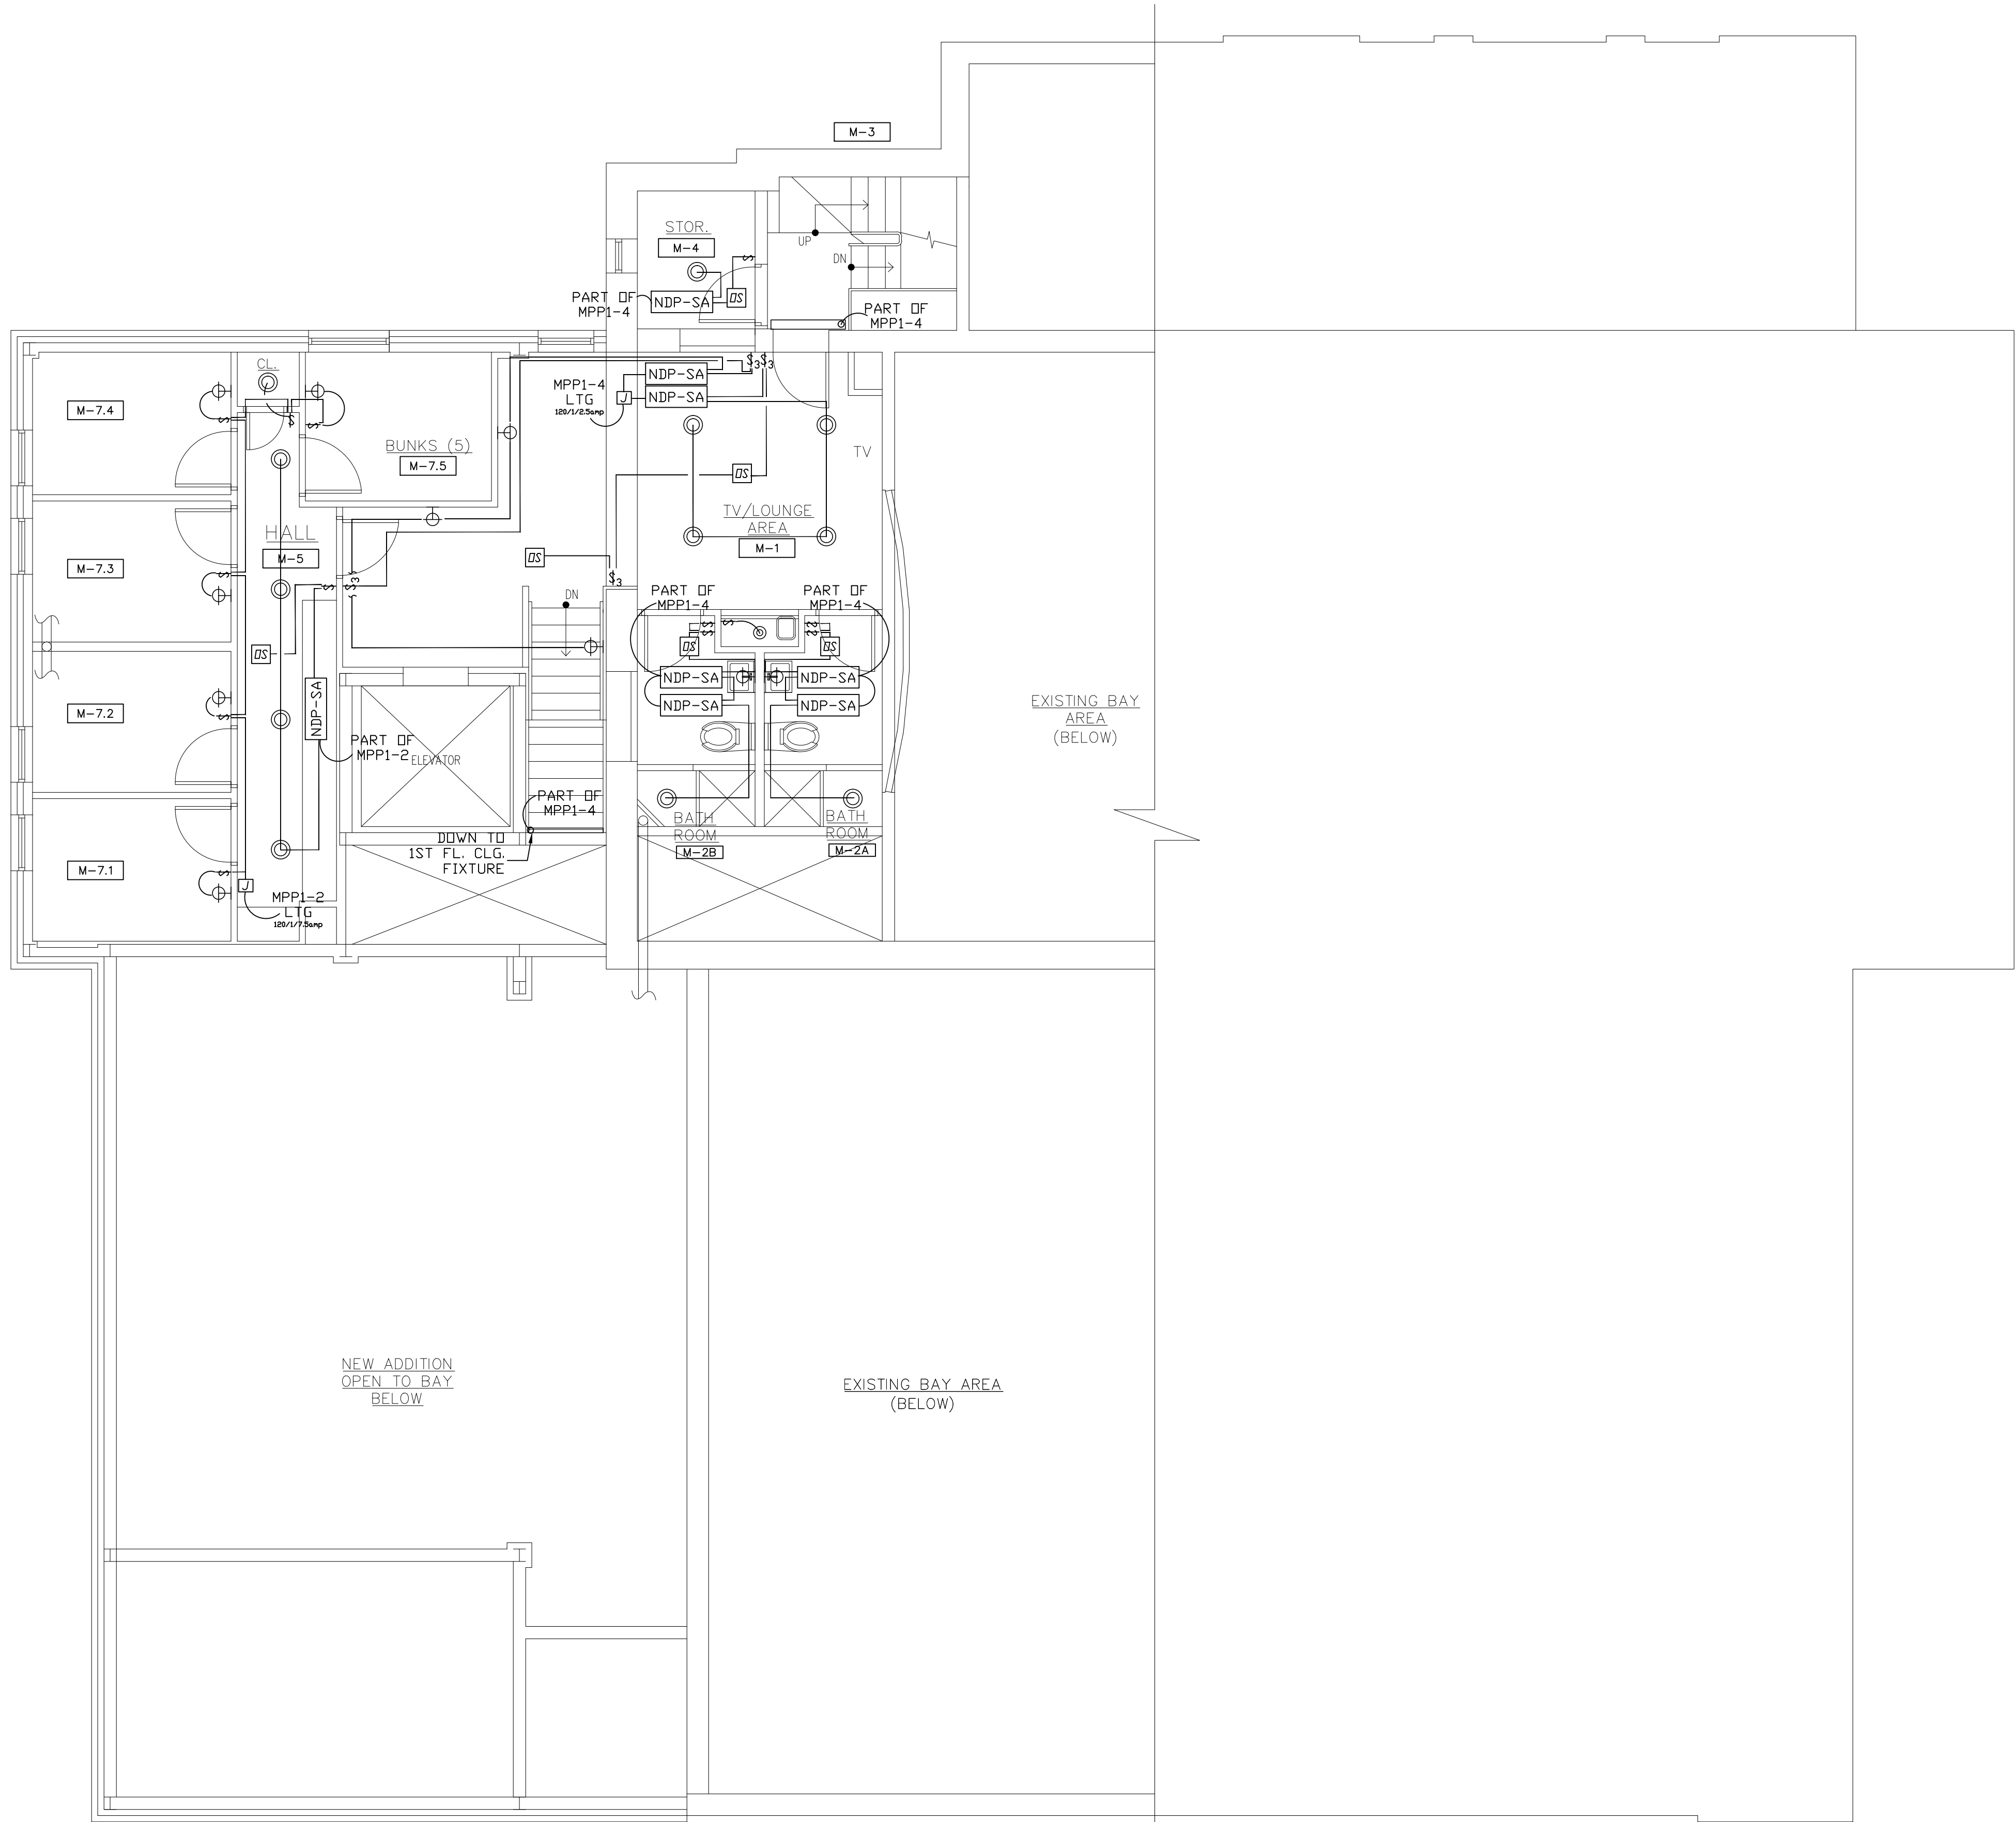 M-3
STOR.
M-4
UP
DN
PART OF
MPP1-4
NDP-SA
OS
PART OF
MPP1-4
CL.
M-7.4
$
$
$
BUNKS (5)
M-7.5
MPP1-4
LTG
120/1/2.5amp
J
NDP-SA
NDP-SA
$3
$3
TV
OS
TV/LOUNGE
AREA
M-1
HALL
M-5
M-7.3
$
$
$3
OS
$3
DN
OS
PART OF
MPP1-4
PART OF
MPP1-4
$$
$
$$
OS
OS
NDP-SA
NDP-SA
NDP-SA
NDP-SA
M-7.2
$
NDP-SA
PART OF
MPP1-2
ELEVATOR
EXISTING BAY
AREA
(BELOW)
PART OF
MPP1-4
DOWN TO
1ST FL. CLG.
FIXTURE
BATH
ROOM
M-2B
BATH
ROOM
M-2A
M-7.1
$
J
MPP1-2
LTG
120/1/7.5amp
NEW ADDITION
OPEN TO BAY
BELOW
EXISTING BAY AREA
(BELOW)